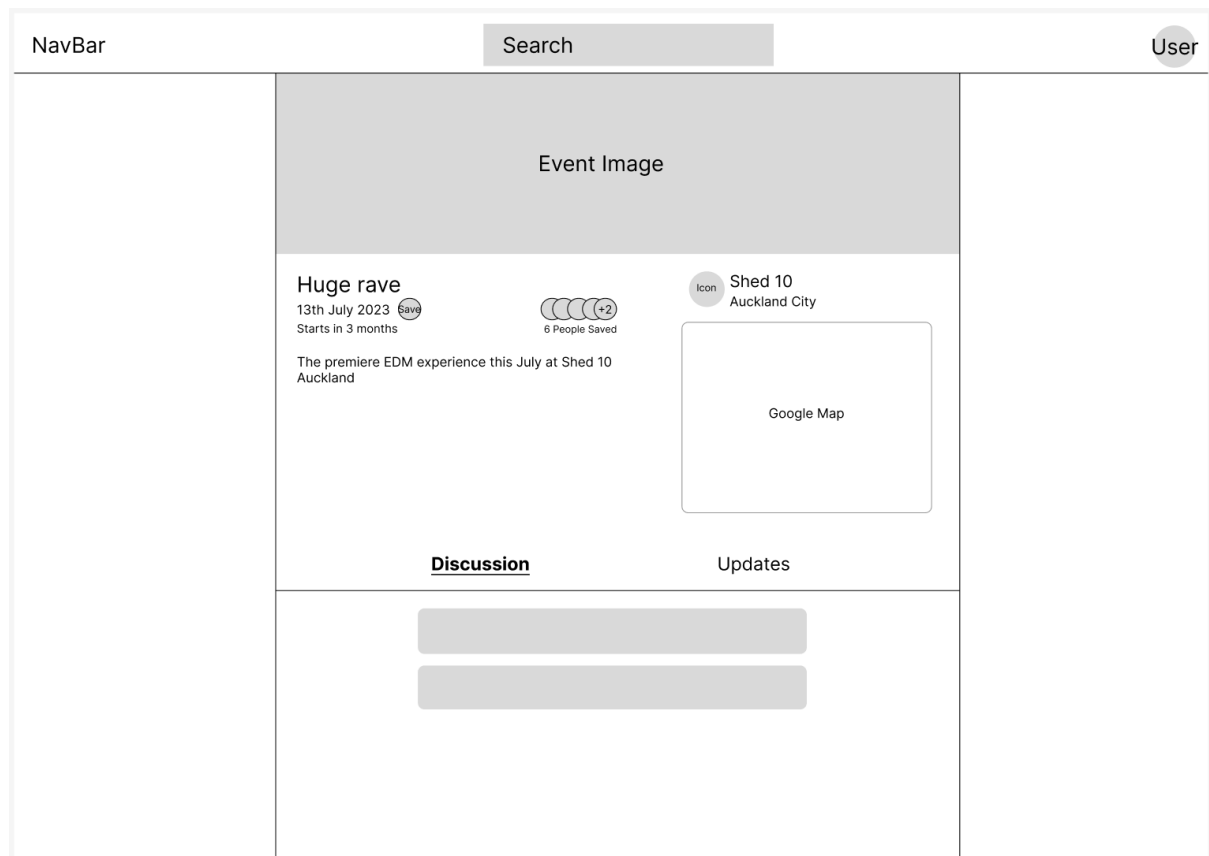 NavBar
Search
User
Event Image
Huge rave
13th July 2023
Save
Starts in 3 months
+2
6 People Saved
The premiere EDM experience this July at Shed 10
Auckland
Icon
Shed 10
Auckland City
Google Map
Discussion
Updates